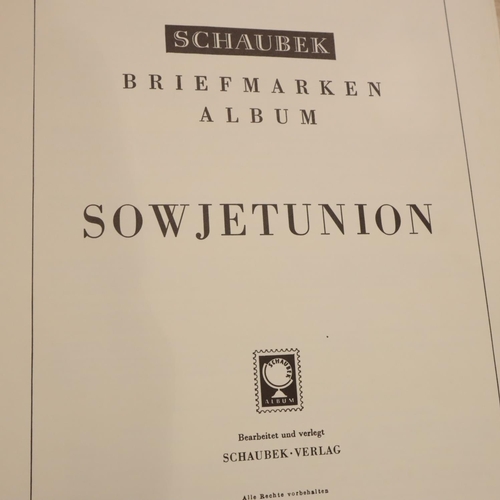 SCHAUBEK
BRIEFMARKEN
ALBUM
SOWJETUNION
SCHAUBEK
ALBUM
Bearbeitet und verlegt
SCHAUBEK·VERLAG
Alle Rechte vorbehalten